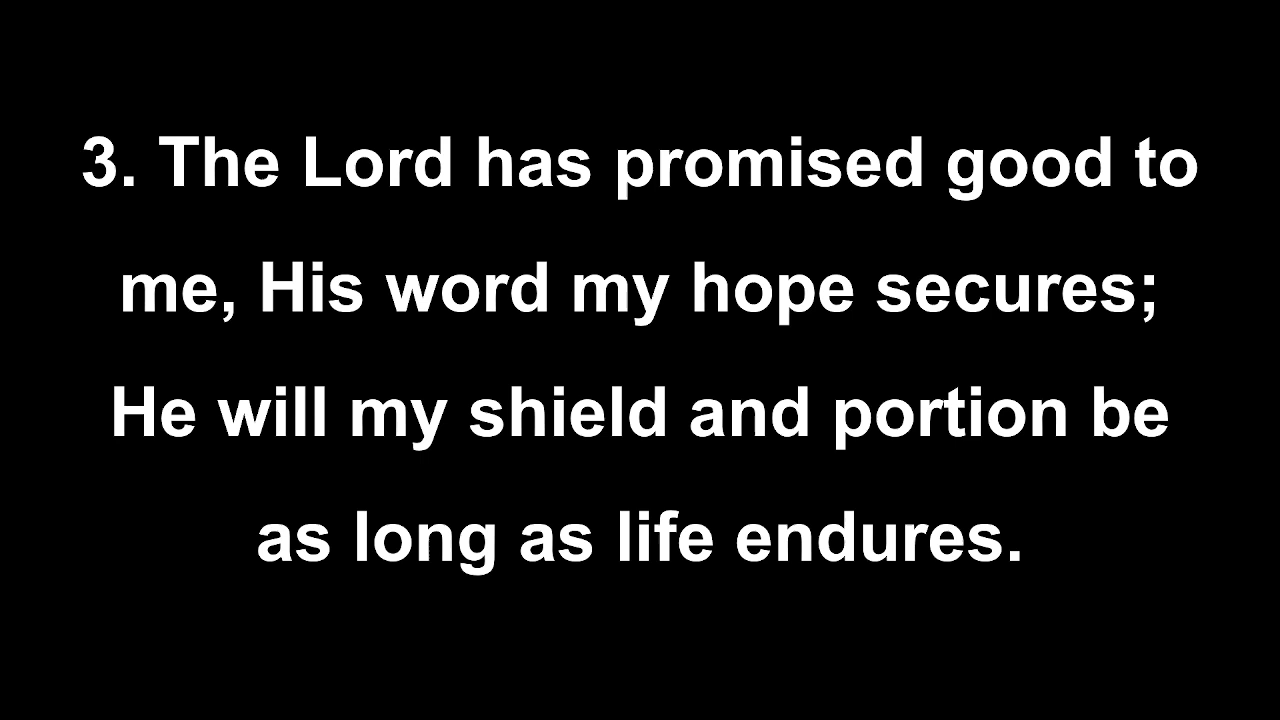 3. The Lord has promised good to
me, His word my hope secures;
He will my shield and portion be
as long as life endures.